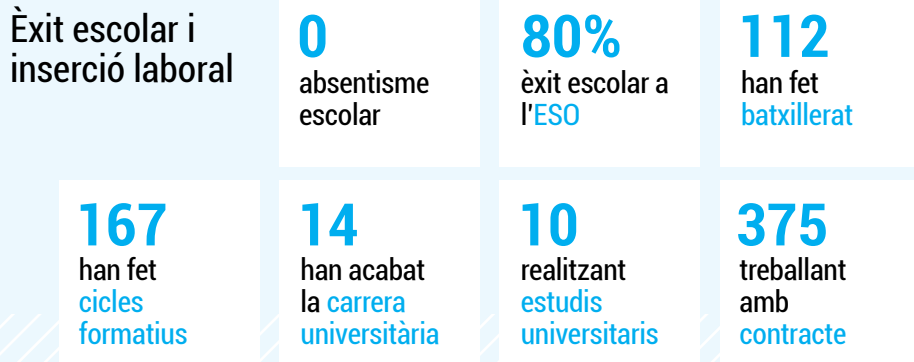 Èxit escolar i
inserció laboral
0
absentisme
escolar
80%
èxit escolar a
l'ESO
112
han fet
batxillerat
167
han fet
cicles
formatius
14
han acabat
la carrera
universitària
10
realitzant
estudis
universitaris
375
treballant
amb
contracte